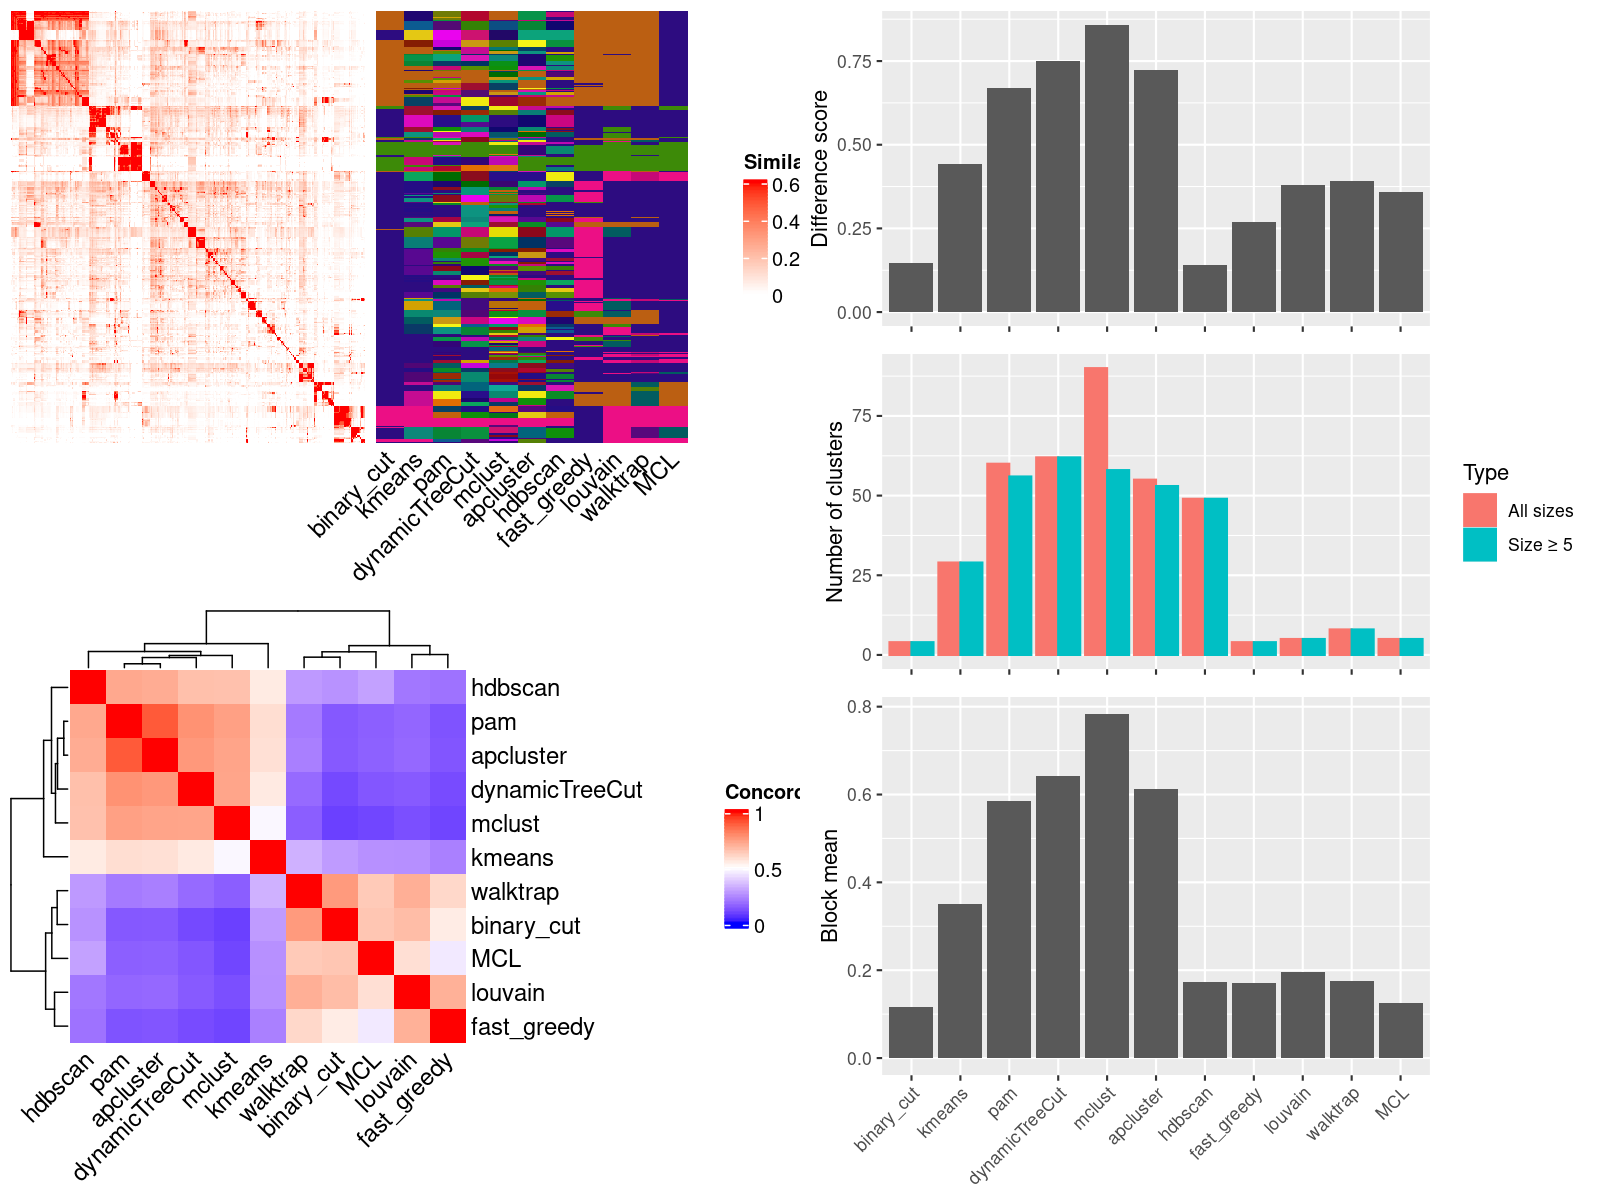 Simila
0.6
0.4
0.2
0
binary_cut
kmeans
pam
dynamicTreeCut
mclust
apcluster
hdbscan
fast_greedy
louvain
walktrap
MCL
hdbscan
pam
apcluster
dynamicTreeCut
mclust
kmeans
walktrap
binary_cut
MCL
louvain
fast_greedy
hdbscan
pam
apcluster
dynamicTreeCut
mclust
kmeans
walktrap
binary_cut
MCL
louvain
fast_greedy
Concord
1
0.5
0
Difference score
0.75
0.50
0.25
0.00
Number of clusters
75
50
25
0
Type
All sizes
Size ≥ 5
Block mean
0.8
0.6
0.4
0.2
0.0
binary_cut
kmeans
pam
dynamicTreeCut
mclust
apcluster
hdbscan
fast_greedy
louvain
walktrap
MCL